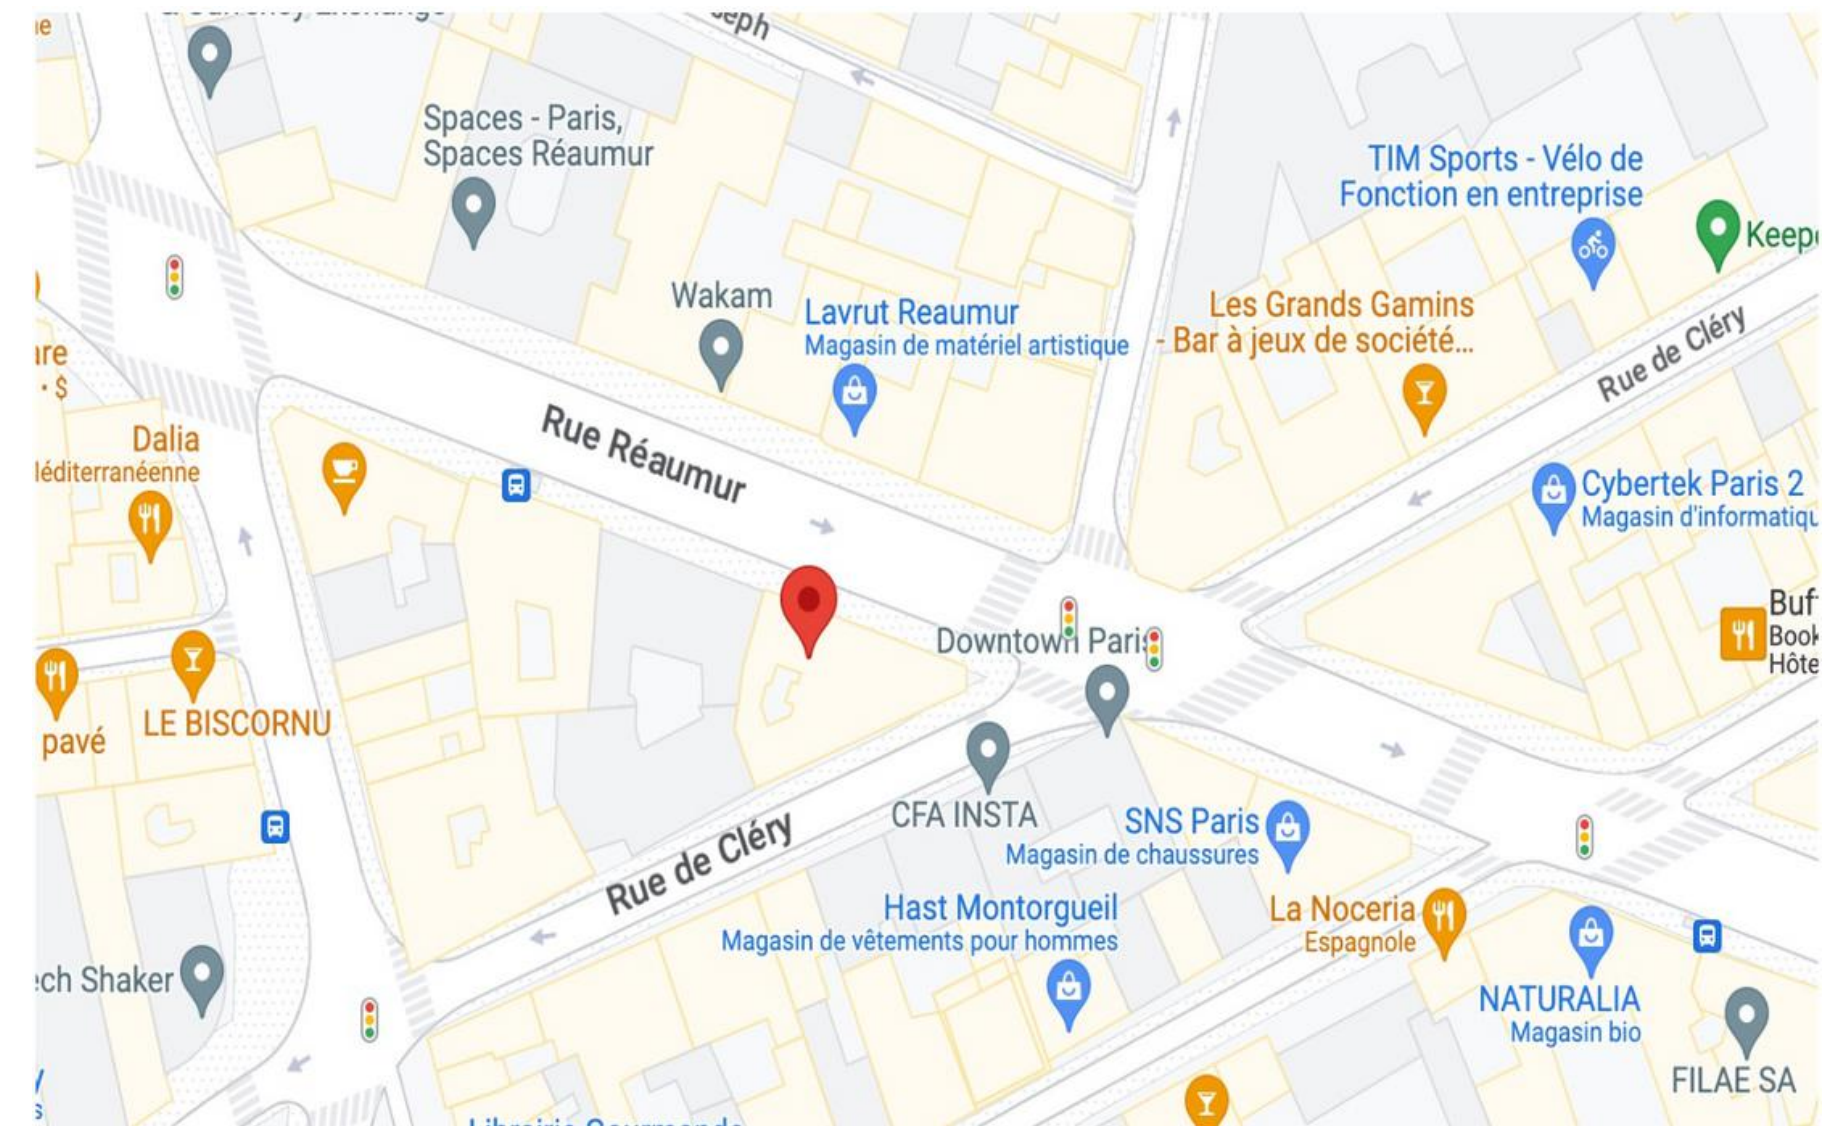 Spaces - Paris,
Spaces Réaumur
TIM Sports - Vélo de
Fonction en entreprise
Wakam
Lavrut Reaumur
Magasin de matériel artistique
Les Grands Gamins
- Bar à jeux de société...
Rue de Cléry
$
Dalia
Rue Réaumur
Cybertek Paris 2
Magasin
Downtown Paris
LE BISCORNU
pavé
CFA INSTA
SNS Paris
Magasin de chaussures
Rue de Cléry
Hast Montorgueil
Magasin de vêtements pour hommes
La Noceria
Espagnole
Shaker
NATURALIA
Magasin bio
FILAE SA